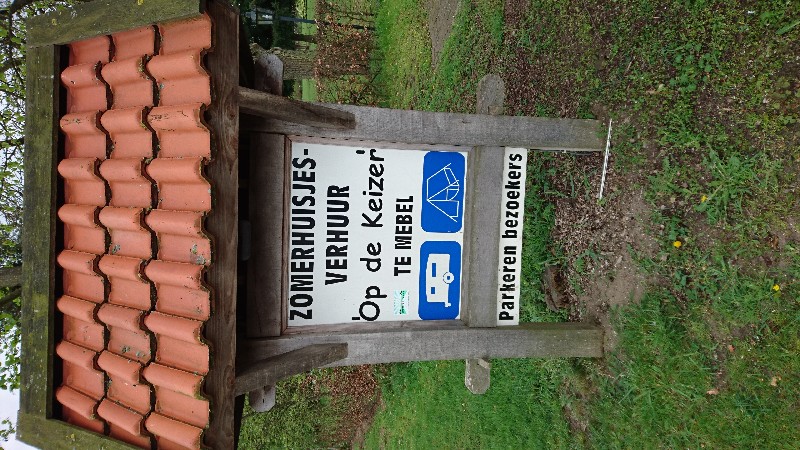 ZOMERHUISJES-
VERHUUR
'Op de Keizer'
TE MEBEL
Parkeren bezoekers